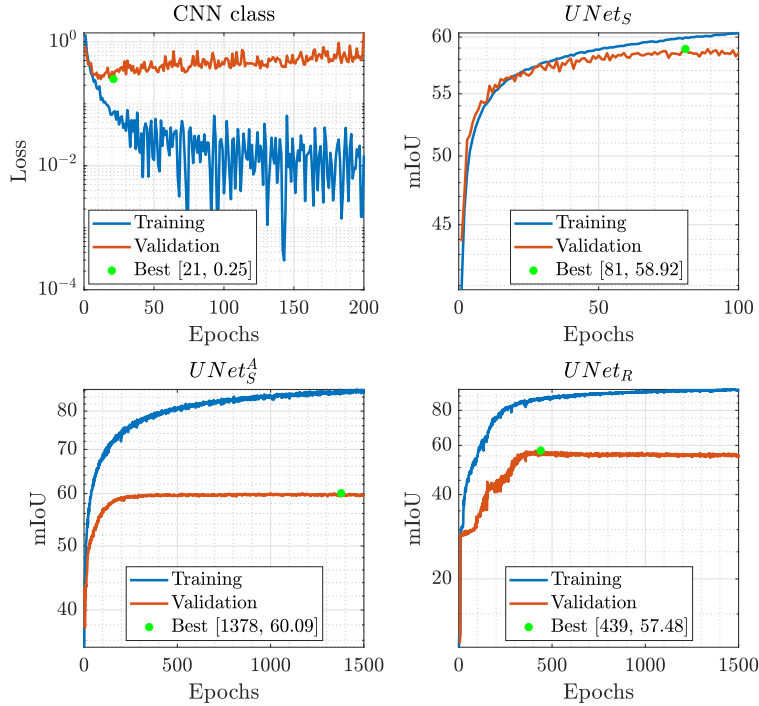 CNN class
Loss
10^0
10^{-2}
10^{-4}
0 50 100 150 200
Epochs
Training
Validation
Best [21, 0.25]
UNet_S
mIoU
60
55
50
45
0 50 100
Epochs
Training
Validation
Best [81, 58.92]
UNet_S^A
mIoU
80
70
60
50
40
0 500 1000 1500
Epochs
Training
Validation
Best [1378, 60.09]
UNet_R
mIoU
80
60
40
20
0 500 1000 1500
Epochs
Training
Validation
Best [439, 57.48]